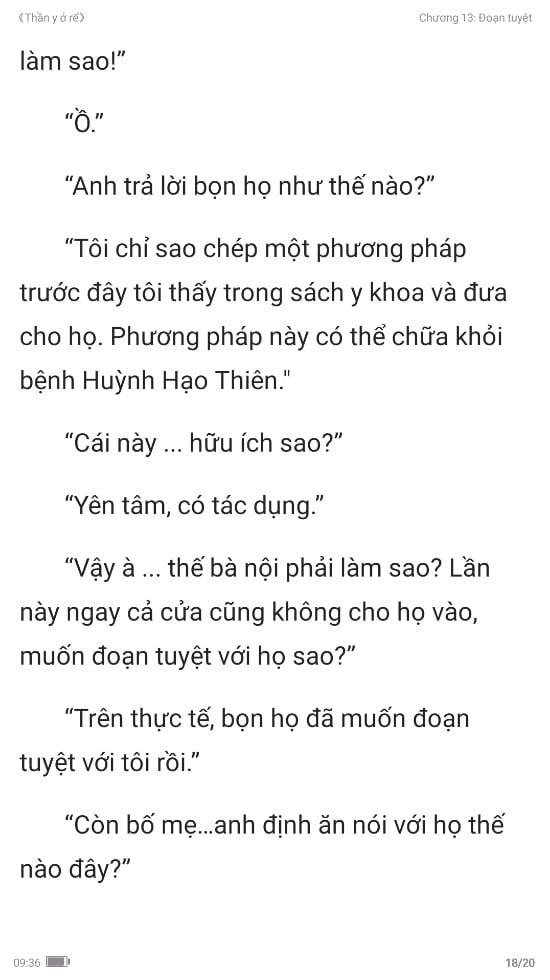 《Thần y ở rể》
Chương 13: Đoạn tuyệt
làm sao!”
“Ồ.”
“Anh trả lời bọn họ như thế nào?”
“Tôi chỉ sao chép một phương pháp
trước đây tôi thấy trong sách y khoa và đưa
cho họ. Phương pháp này có thể chữa khỏi
bệnh Huỳnh Hạo Thiên."
“Cái này ... hữu ích sao?”
“Yên tâm, có tác dụng.”
“Vậy à ... thế bà nội phải làm sao? Lần
này ngay cả cửa cũng không cho họ vào,
muốn đoạn tuyệt với họ sao?”
“Trên thực tế, bọn họ đã muốn đoạn
tuyệt với tôi rồi.”
“Còn bố mẹ...anh định ăn nói với họ thế
nào đây?”
09:36
18/20